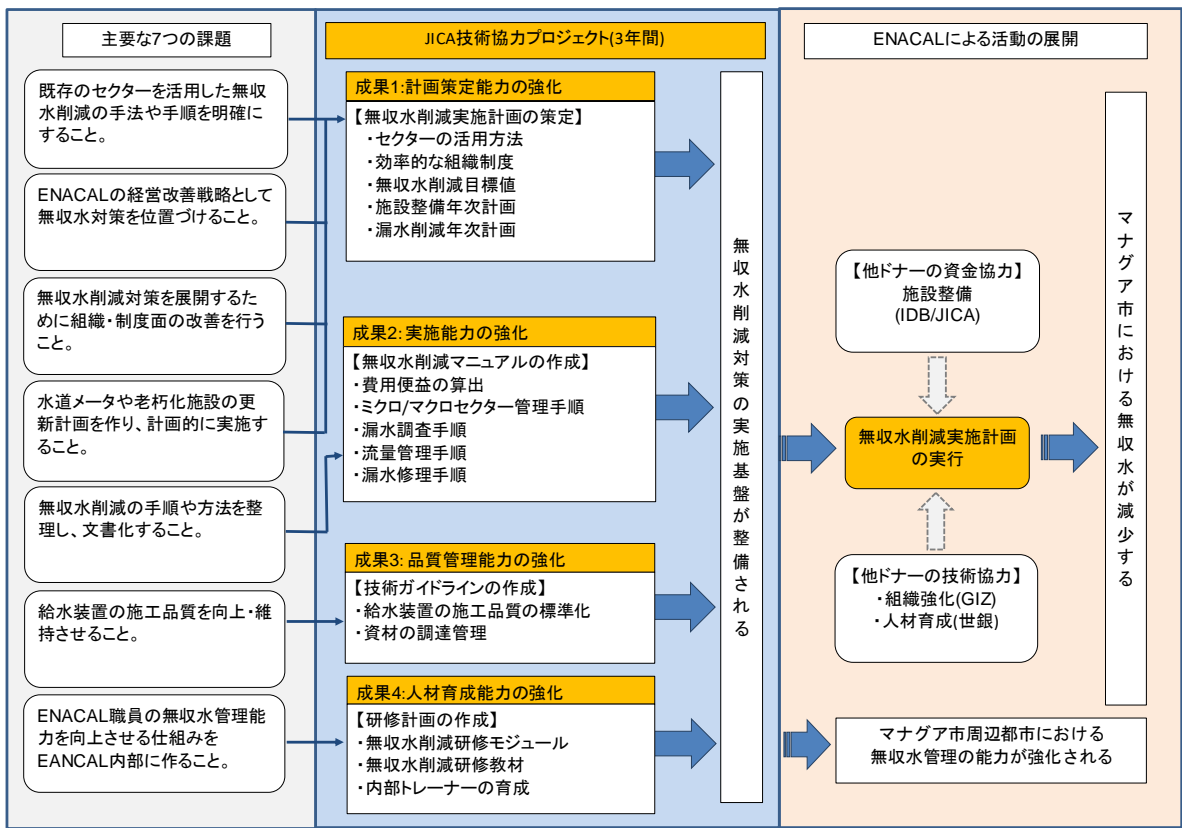 主要な7つの課題
既存のセクターを活用した無収
水削減の手法や手順を明確に
すること。
ENACALの経営改善戦略として
無収水対策を位置づけること。
無収水削減対策を展開するた
めに組織・制度面の改善を行う
こと。
水道メータや老朽化施設の更
新計画を作り、計画的に実施す
ること。
無収水削減の手順や方法を整
理し、文書化すること。
給水装置の施工品質を向上・維
持させること。
ENACAL職員の無収水管理能
力を向上させる仕組みを
EANCAL内部に作ること。
JICA技術協力プロジェクト(3年間)
成果1:計画策定能力の強化
【無収水削減実施計画の策定】
・セクターの活用方法
・効率的な組織制度
・無収水削減目標値
・施設整備年次計画
・漏水削減年次計画
成果2:実施能力の強化
【無収水削減マニュアルの作成】
・費用便益の算出
・ミクロ/マクロセクター管理手順
・漏水調査手順
・流量管理手順
・漏水修理手順
成果3:品質管理能力の強化
【技術ガイドラインの作成】
・給水装置の施工品質の標準化
・資材の調達管理
成果4:人材育成能力の強化
【研修計画の作成】
・無収水削減研修モジュール
・無収水削減研修教材
・内部トレーナーの育成
無収水削減対策の実施基盤が整備される
ENACALによる活動の展開
【他ドナーの資金協力】
施設整備
(IDB/JICA)
無収水削減実施計画
の実行
【他ドナーの技術協力】
・組織強化(GIZ)
・人材育成(世銀)
マナグア市における無収水が減少する
マナグア市周辺都市における
無収水管理の能力が強化される